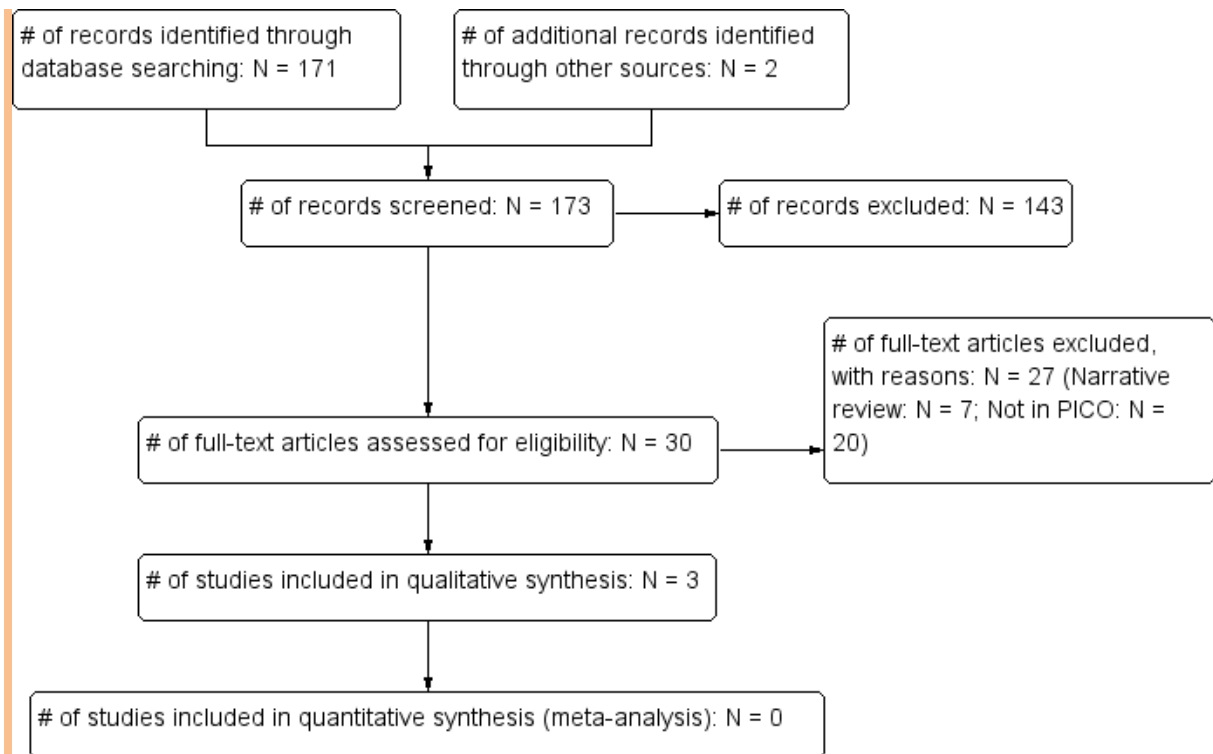 # of records identified through
database searching: N = 171
# of additional records identified
through other sources: N = 2
# of records screened: N = 173
# of records excluded: N = 143
# of full-text articles excluded,
with reasons: N = 27 (Narrative
review: N = 7; Not in PICO: N =
20)
# of full-text articles assessed for eligibility: N = 30
# of studies included in qualitative synthesis: N = 3
# of studies included in quantitative synthesis (meta-analysis): N = 0